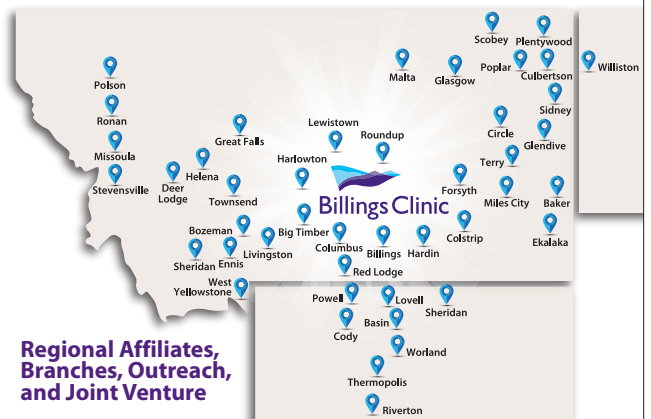 Scobey
Plentywood
Malta
Glasgow
Poplar
Culbertson
Williston
Polson
Sidney
Ronan
Great Falls
Lewistown
Roundup
Circle
Glendive
Missoula
Helena
Harlowton
Terry
Stevensville
Deer
Lodge
Townsend
Forsyth
Miles City
Baker
Billings Clinic
Bozeman
Big Timber
Columbus
Billings
Hardin
Colstrip
Ekalaka
Sheridan
Ennis
Livingston
Red Lodge
West
Yellowstone
Powell
Lovell
Sheridan
Cody
Basin
Worland
Thermopolis
Riverton
Regional Affiliates,
Branches, Outreach,
and Joint Venture